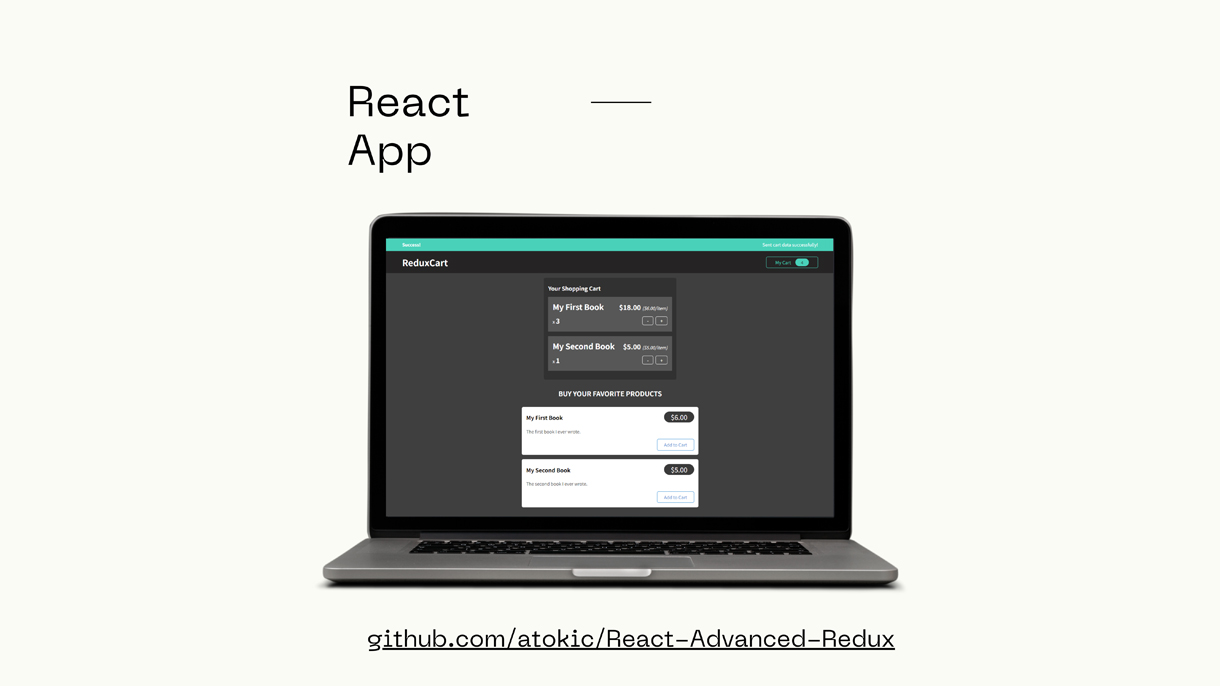 React
App
Success!
Sent cart data successfully!
ReduxCart
My Cart
Your Shopping Cart
My First Book
$18.00 ($6.00/item)
x 3
- +
My Second Book
$5.00 ($5.00/item)
x 1
- +
BUY YOUR FAVORITE PRODUCTS
My First Book
$6.00
The first book I ever wrote.
Add to Cart
My Second Book
$5.00
The second book I ever wrote.
Add to Cart
github.com/atokic/React-Advanced-Redux